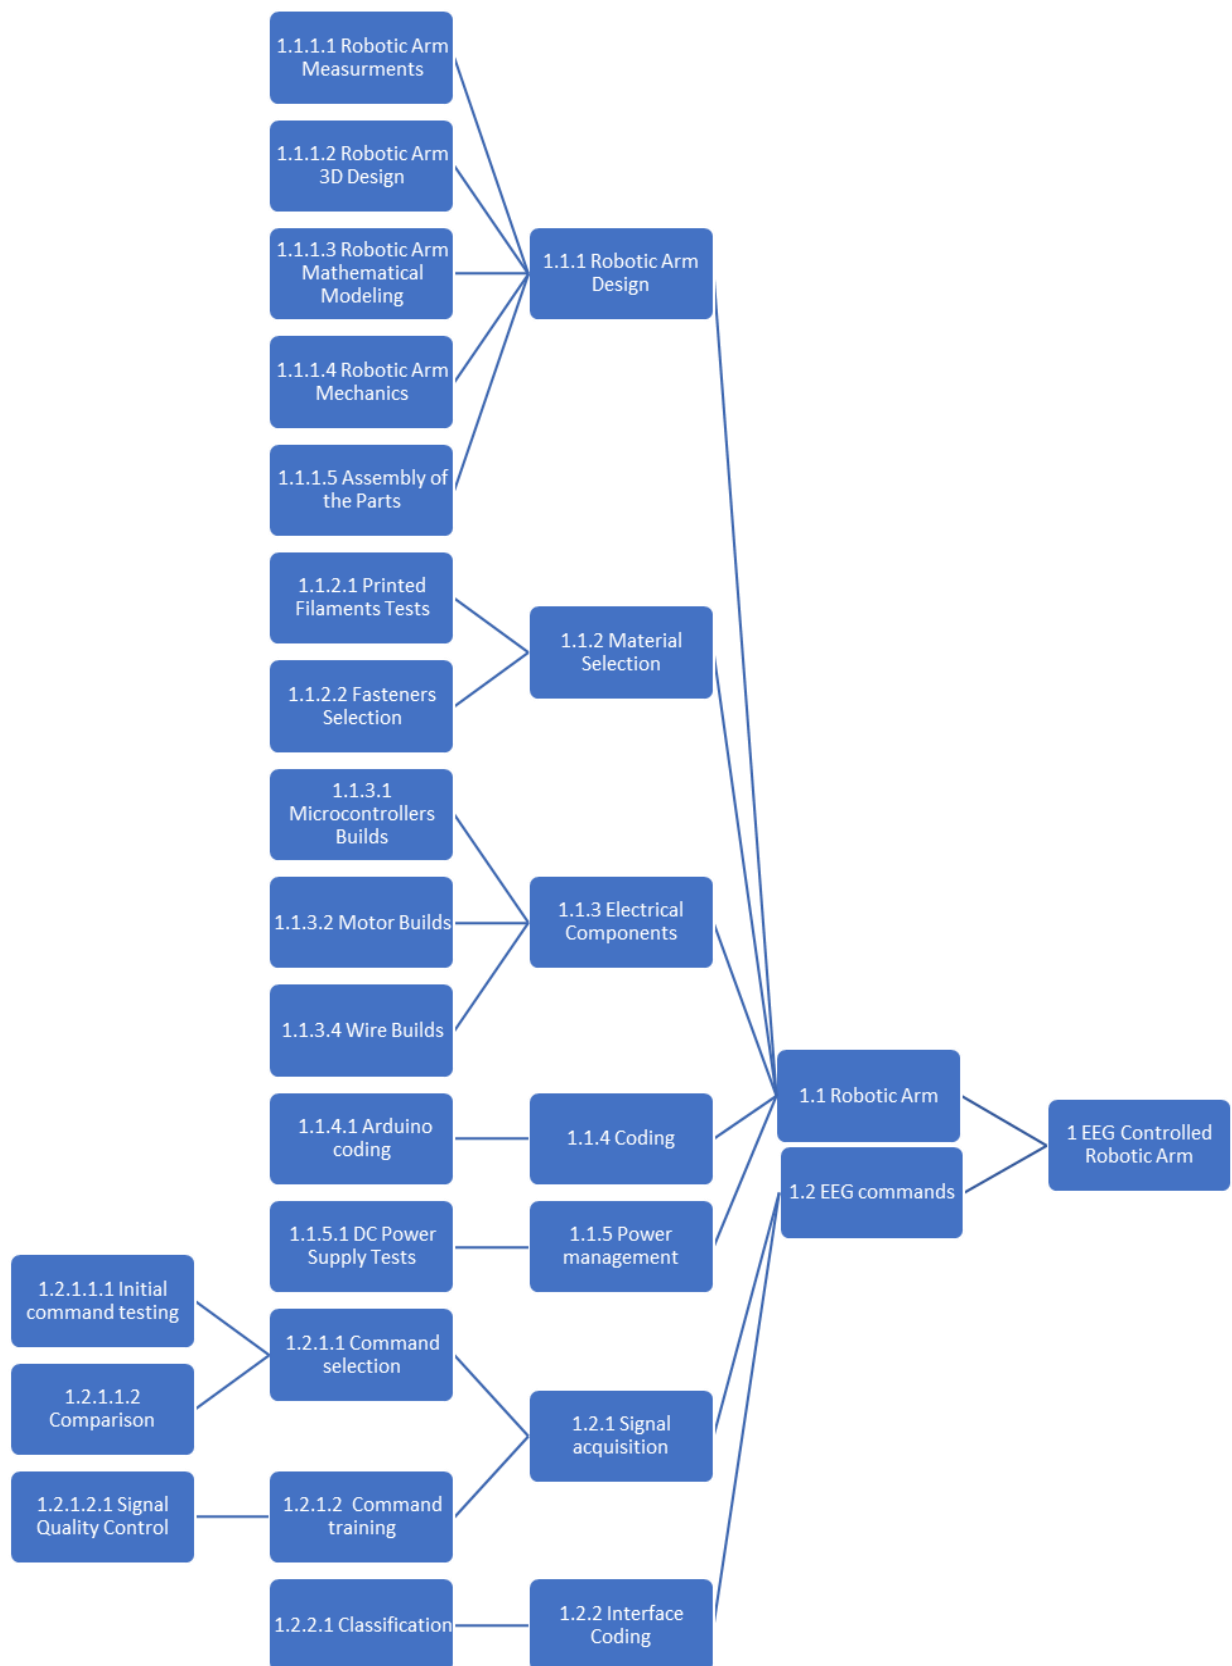 1.1.1.1 Robotic Arm
Measurments
1.1.1.2 Robotic Arm
3D Design
1.1.1.3 Robotic Arm
Mathematical
Modeling
1.1.1 Robotic Arm
Design
1.1.1.4 Robotic Arm
Mechanics
1.1.1.5 Assembly of
the Parts
1.1.2.1 Printed
Filaments Tests
1.1.2 Material
Selection
1.1.2.2 Fasteners
Selection
1.1.3.1
Microcontrollers
Builds
1.1.3.2 Motor Builds
1.1.3 Electrical
Components
1.1.3.4 Wire Builds
1.1.4.1 Arduino
coding
1.1.4 Coding
1.1 Robotic Arm
1 EEG Controlled
Robotic Arm
1.2 EEG commands
1.1.5.1 DC Power
Supply Tests
1.1.5 Power
management
1.2.1.1.1 Initial
command testing
1.2.1.1 Command
selection
1.2.1.1.2
Comparison
1.2.1 Signal
acquisition
1.2.1.2.1 Signal
Quality Control
1.2.1.2  Command
training
1.2.2.1 Classification
1.2.2 Interface
Coding